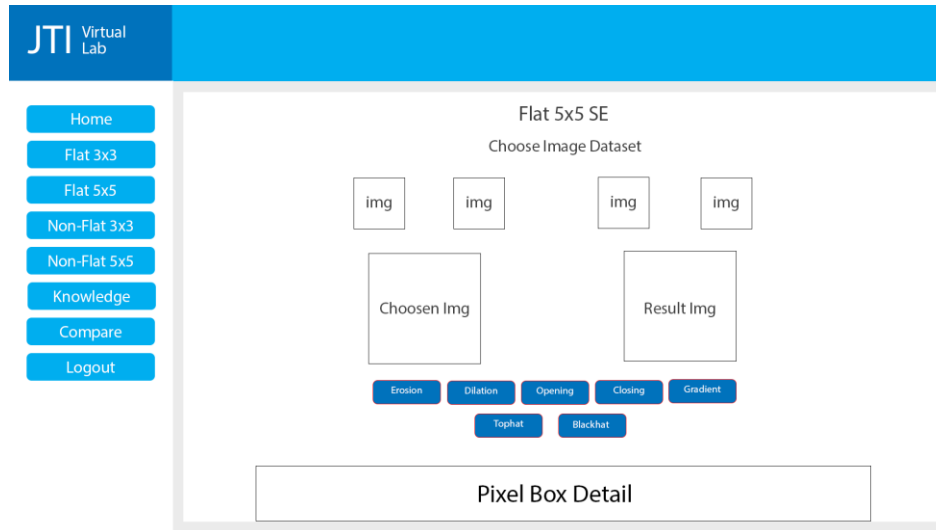 JTI Virtual
Lab
Home
Flat 3x3
Flat 5x5
Non-Flat 3x3
Non-Flat 5x5
Knowledge
Compare
Logout
Flat 5x5 SE
Choose Image Dataset
img img img img
Choosen Img Result Img
Erosion Dilation Opening Closing Gradient
Tophat Blackhat
Pixel Box Detail